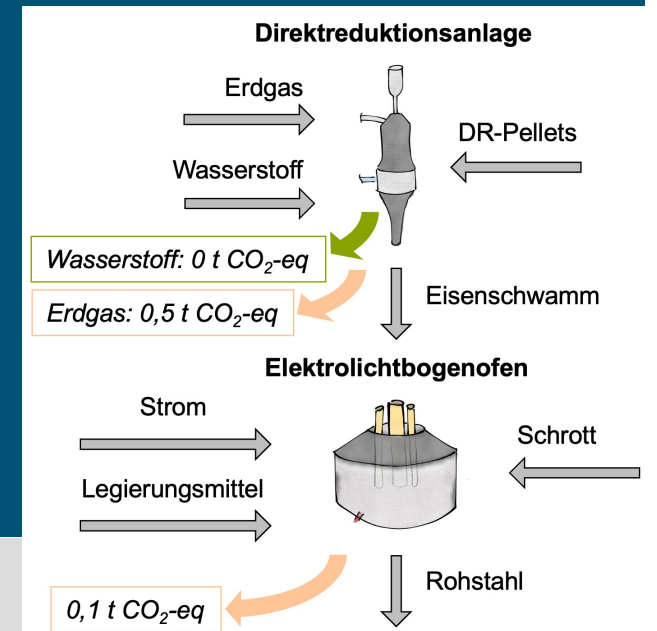 Direktreduktionsanlage
Erdgas
DR-Pellets
Wasserstoff
Wasserstoff: 0 t CO₂-eq
Erdgas: 0,5 t CO₂-eq
Eisenschwamm
Elektrolichtbogenofen
Strom
Schrott
Legierungsmittel
Rohstahl
0,1 t CO₂-eq